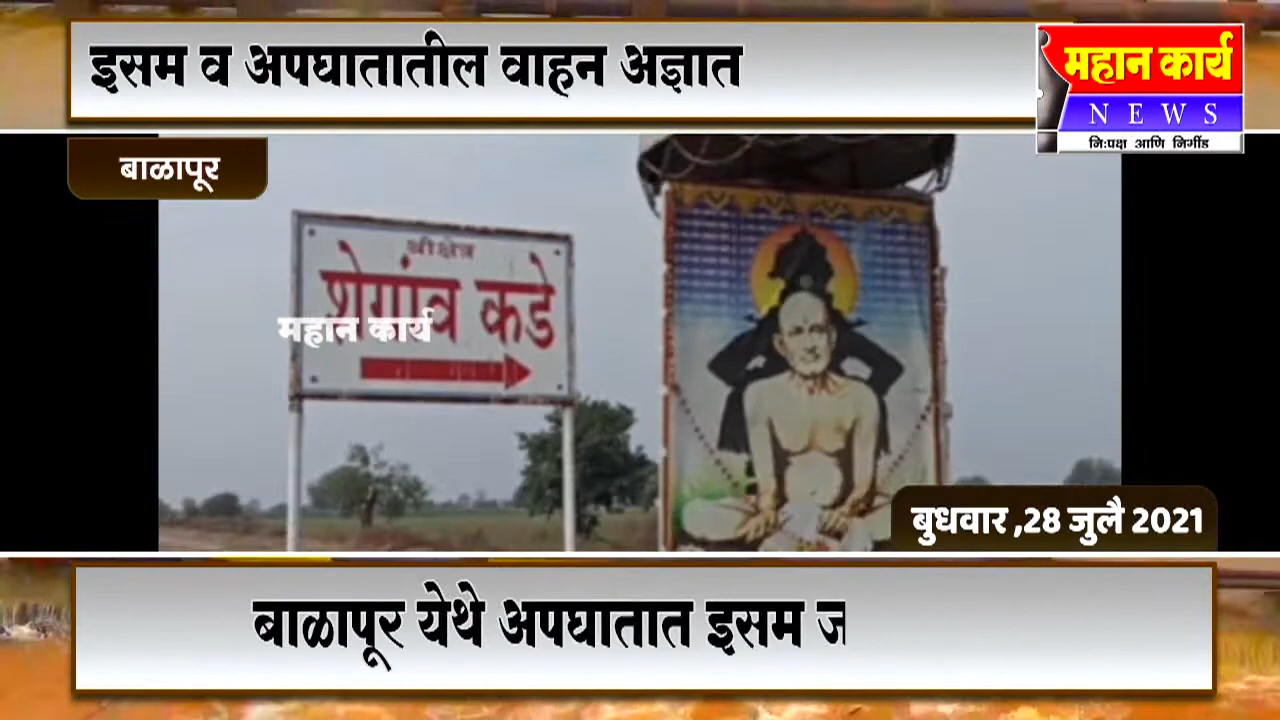 इसम व अपघातातील वाहन अज्ञात
महान कार्य
NEWS
नि:पक्ष आणि निर्भीड
बाळापूर
श्रीक्षेत्र
शेगांव कडे
महान कार्य
बुधवार ,28 जुलै 2021
बाळापूर येथे अपघातात इसम